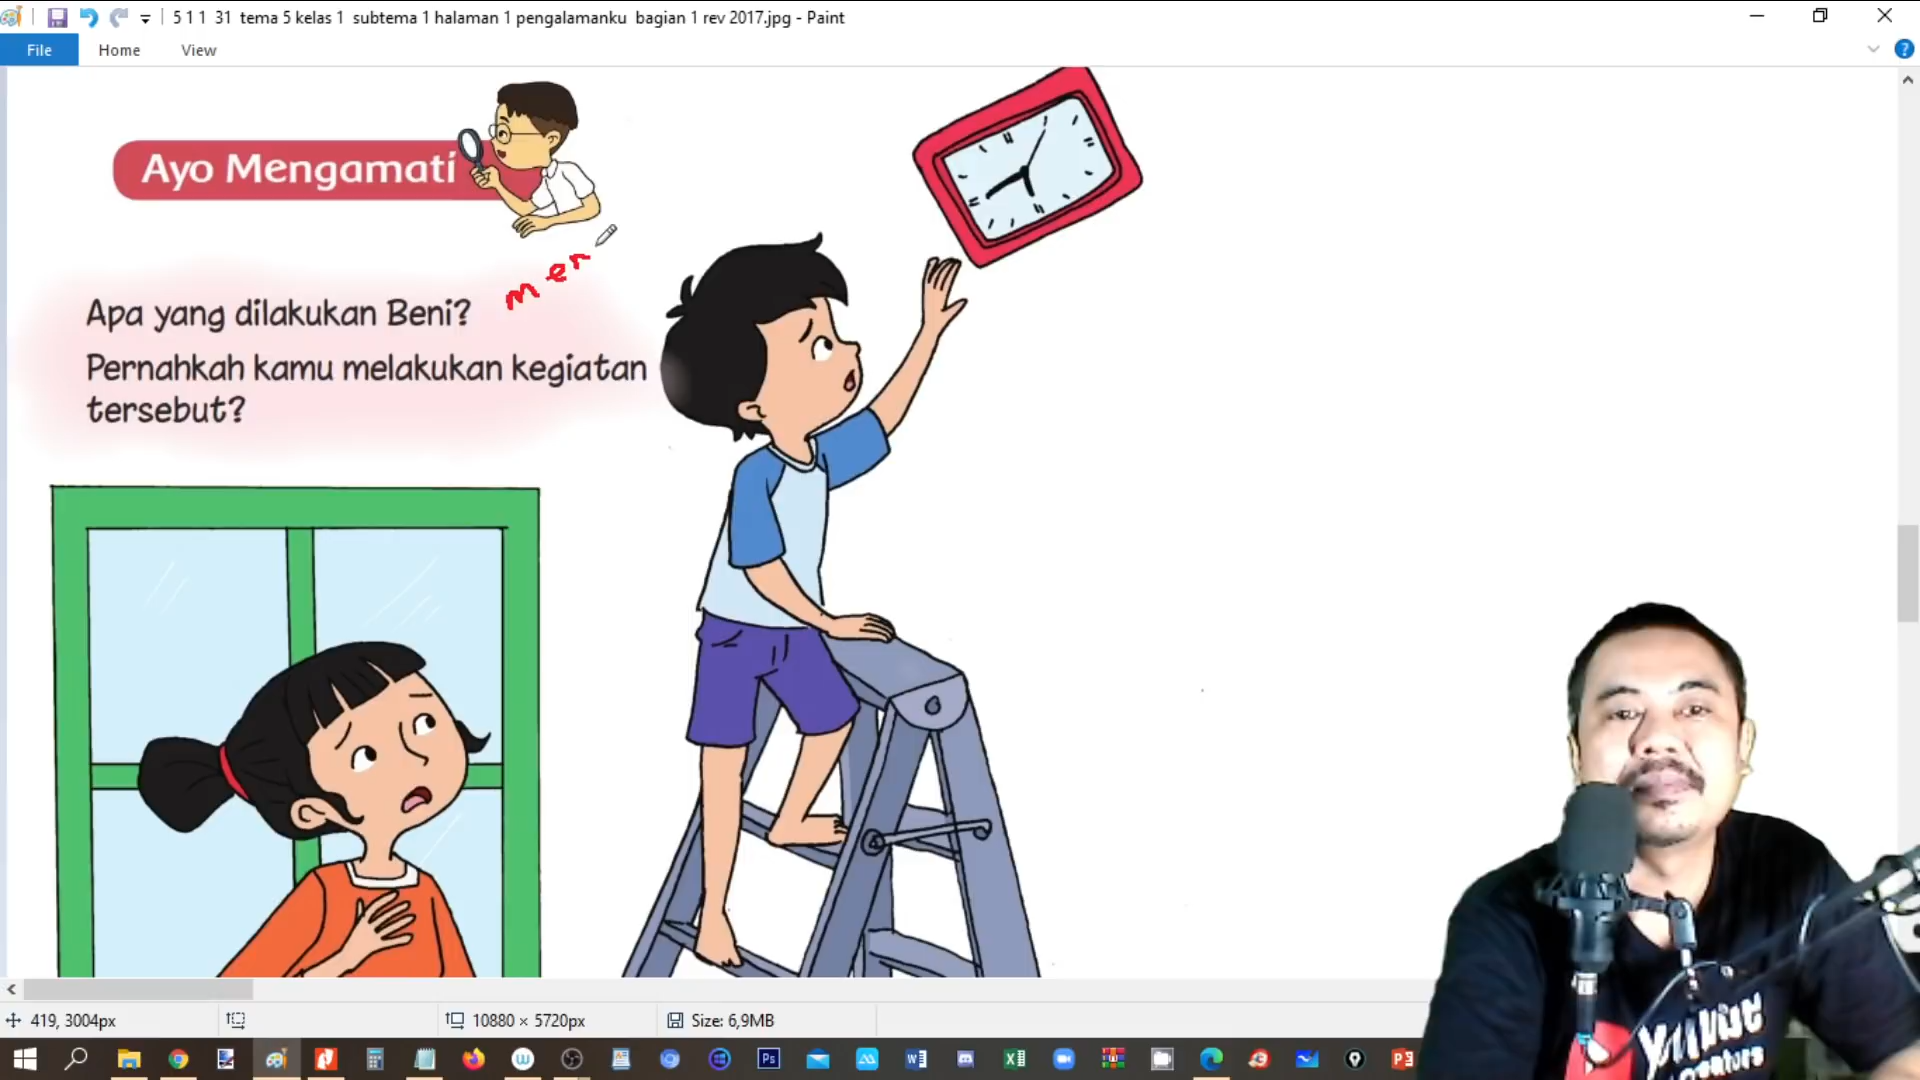 5 1 1  31  tema 5 kelas 1  subtema 1 halaman 1 pengalamanku  bagian 1 rev 2017.jpg - Paint
File Home View
Ayo Mengamati
mer
Apa yang dilakukan Beni?
Pernahkah kamu melakukan kegiatan
tersebut?
419, 3004px 10880 × 5720px Size: 6,9MB